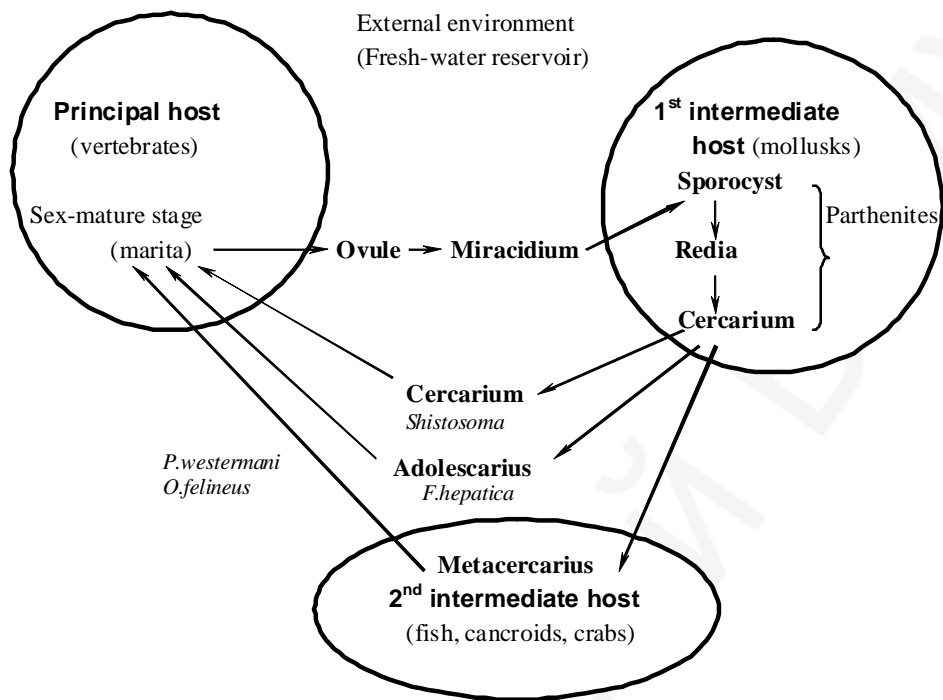 External environment
(Fresh-water reservoir)
Principal host
(vertebrates)
1st intermediate
host (mollusks)
Sporocyst
Sex-mature stage
(marita)
Ovule
Miracidium
Redia
Parthenites
Cercarium
Cercarium
Shistosoma
P.westermani
O.felineus
Adolescarius
F.hepatica
Metacercarius
2nd intermediate host
(fish, cancroids, crabs)